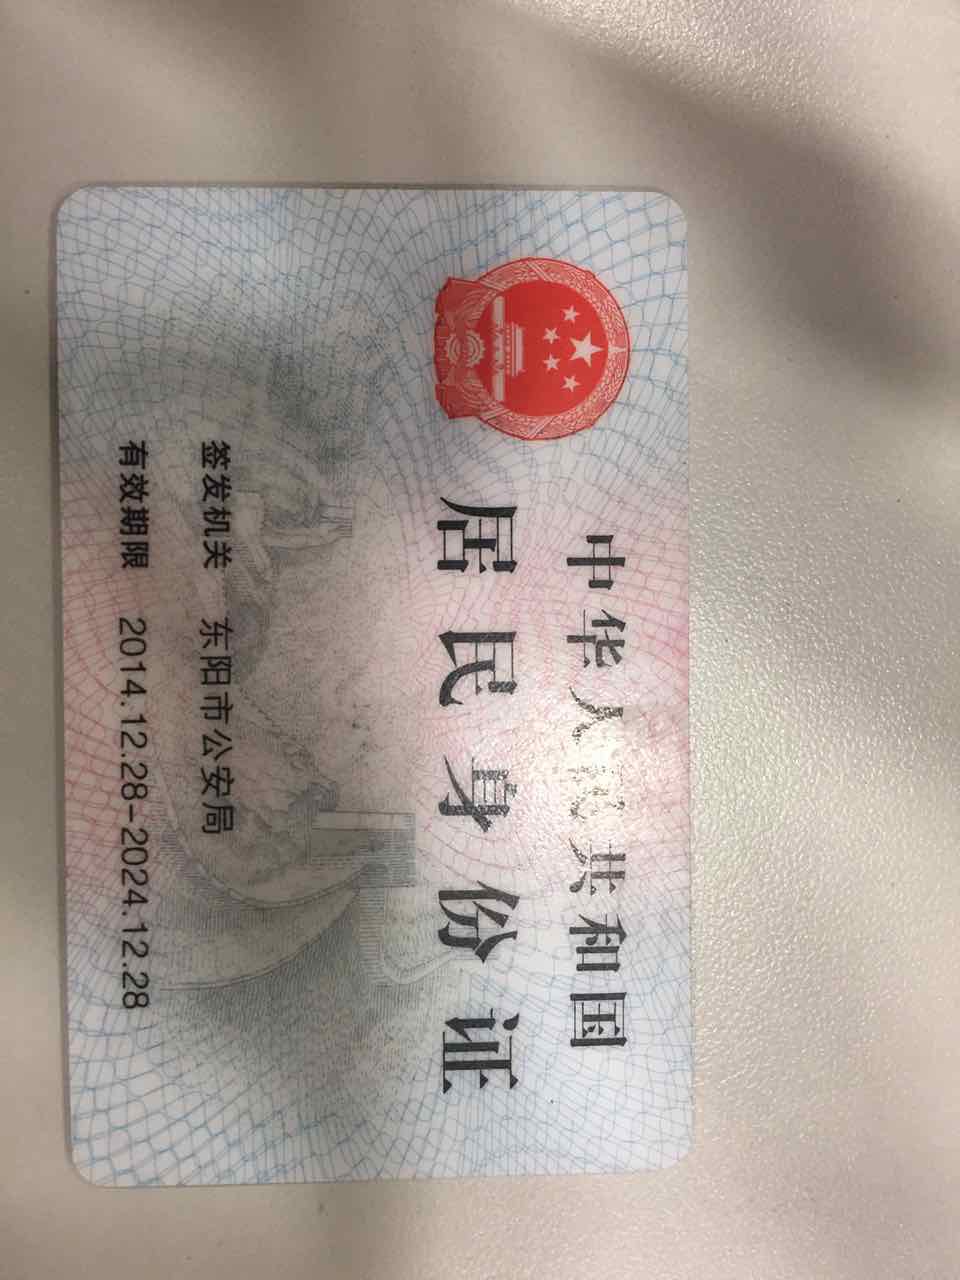 中华人民共和国
居民身份证
签发机关 东阳市公安局
有效期限 2014.12.28-2024.12.28